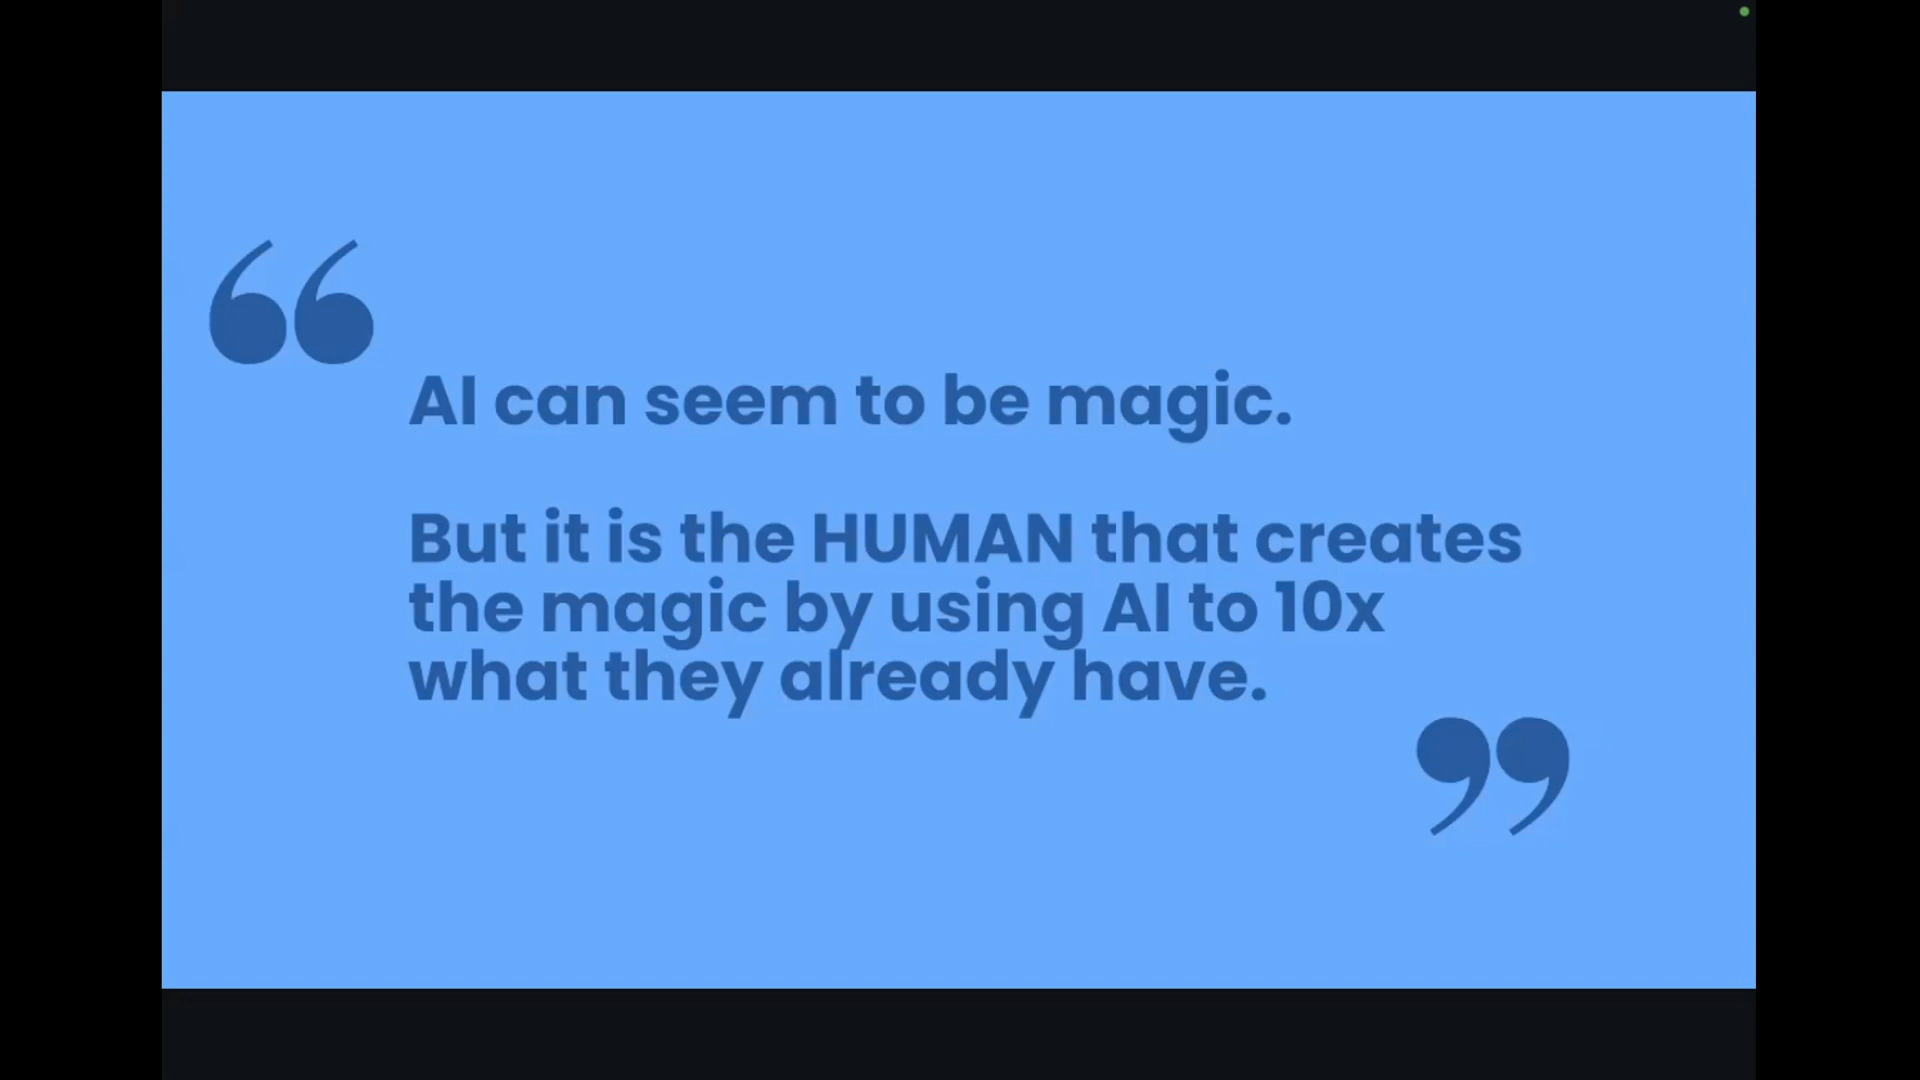 “
AI can seem to be magic.
But it is the HUMAN that creates
the magic by using AI to 10x
what they already have.
”